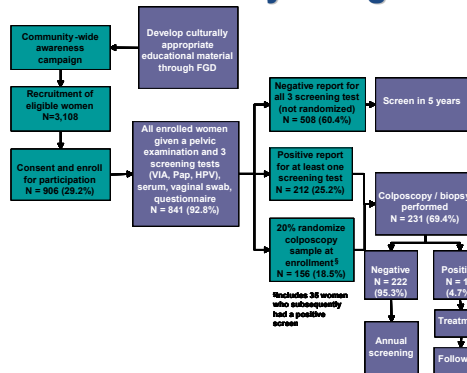 Community-wide
awareness
campaign
Develop culturally
appropriate
educational material
through FGD
Recruitment of
eligible women
N=3,108
Consent and enroll
for participation
N = 906 (29.2%)
All enrolled women
given a pelvic
examination and 3
screening tests
(VIA, Pap, HPV),
serum, vaginal swab,
questionnaire
N = 841 (92.8%)
Negative report for
all 3 screening test
(not randomized)
N = 508 (60.4%)
Screen in 5 years
Positive report
for at least one
screening test
N = 212 (25.2%)
20% randomize
colposcopy
sample at
enrollment§
N = 156 (18.5%)
§Includes 35 women
who subsequently
had a positive
screen
Colposcopy / biopsy
performed
N = 231 (69.4%)
Negative
N = 222
(95.3%)
Annual
screening
N = 1
(4.7%